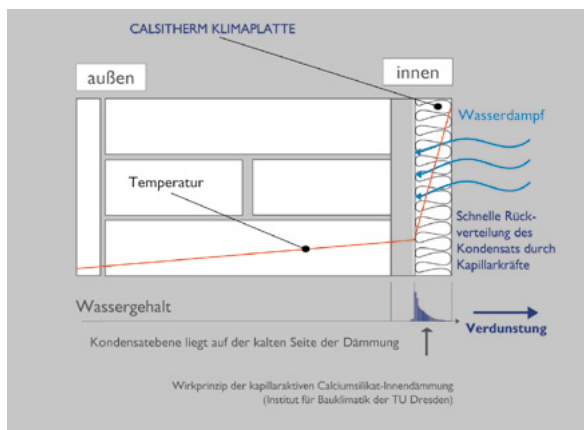 CALSITHERM KLIMAPLATTE
außen
innen
Wasserdampf
Temperatur
Schnelle Rück-
verteilung des
Kondensats durch
Kapillarkräfte
Wassergehalt
Verdunstung
Kondensatebene liegt auf der kalten Seite der Dämmung
Wirkprinzip der kapillaraktiven Calciumsilikat-Innendämmung
(Institut für Bauklimatik der TU Dresden)